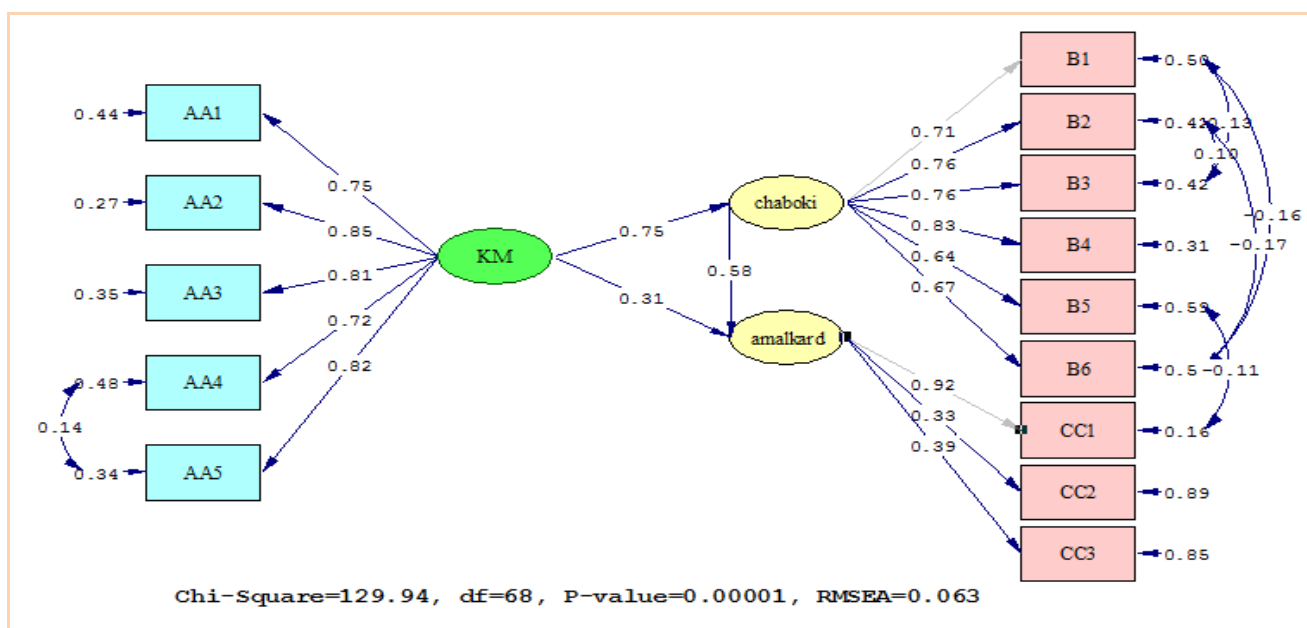 0.44 AA1
0.27 AA2
0.35 AA3
0.48 AA4
0.14
0.34 AA5
0.75
0.85
0.81
0.72
0.82
KM
0.75
0.31
chaboki
0.58
amalkard
0.71
0.76
0.76
0.83
0.64
0.67
0.92
0.33
0.39
B1 0.50
B2 0.41
B3 0.42
B4 0.31
B5 0.59
B6
CC1 0.16
CC2 0.89
CC3 0.85
0.10
-0.16
-0.17
-0.11
Chi-Square=129.94, df=68, P-value=0.00001, RMSEA=0.063